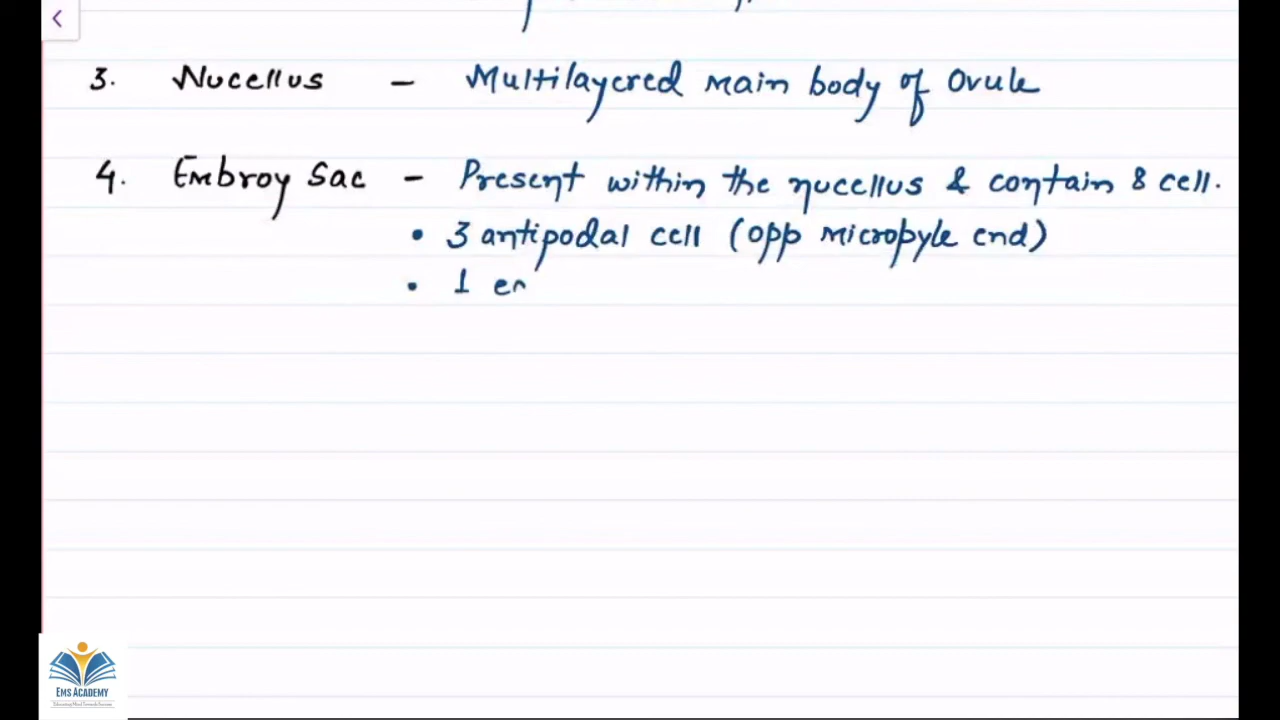 3. Nucellus - Multilayered main body of Ovule
4. Embroy Sac - Present within the nucellus & contain 8 cell.
• 3 antipodal cell (opp micropyle end)
• 1 en
EMS ACADEMY